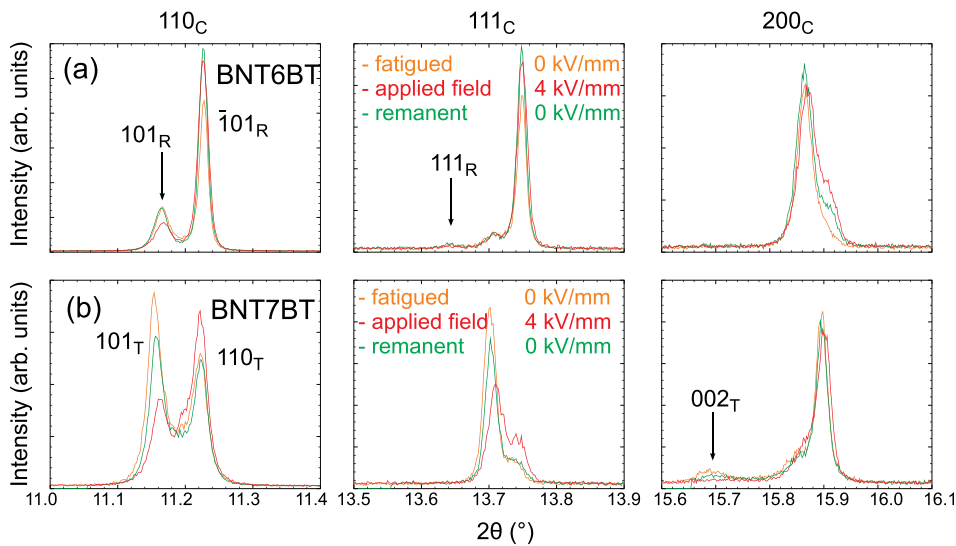 110C 111C 200C
Intensity (arb. units)
(a) BNT6BT
101R
1̄01R
- fatigued 0 kV/mm
- applied field 4 kV/mm
- remanent 0 kV/mm
111R
Intensity (arb. units)
(b) BNT7BT
101T
110T
- fatigued 0 kV/mm
- applied field 4 kV/mm
- remanent 0 kV/mm
002T
11.0 11.1 11.2 11.3 11.4 13.5 13.6 13.7 13.8 13.9 15.6 15.7 15.8 15.9 16.0 16.1
2θ (°)